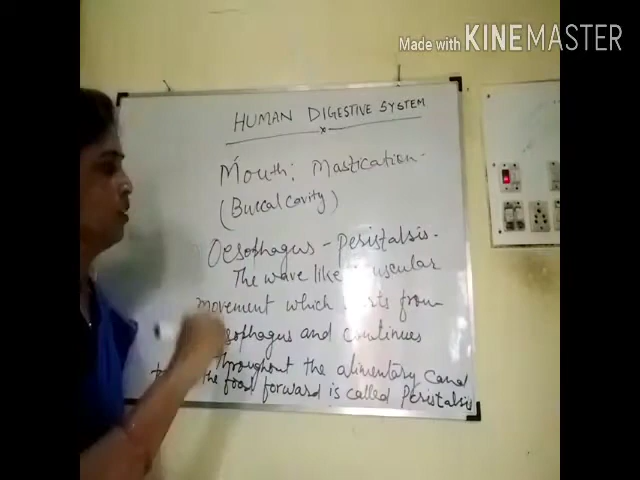 Made with KINEMASTER
HUMAN DIGESTIVE SYSTEM
Mouth: Mastication.
(Buccal cavity)
Oesophagus - peristalsis.
The wave like
movement which from
and continues
throughout the alimentary canal
the food forward is called Peristalsis